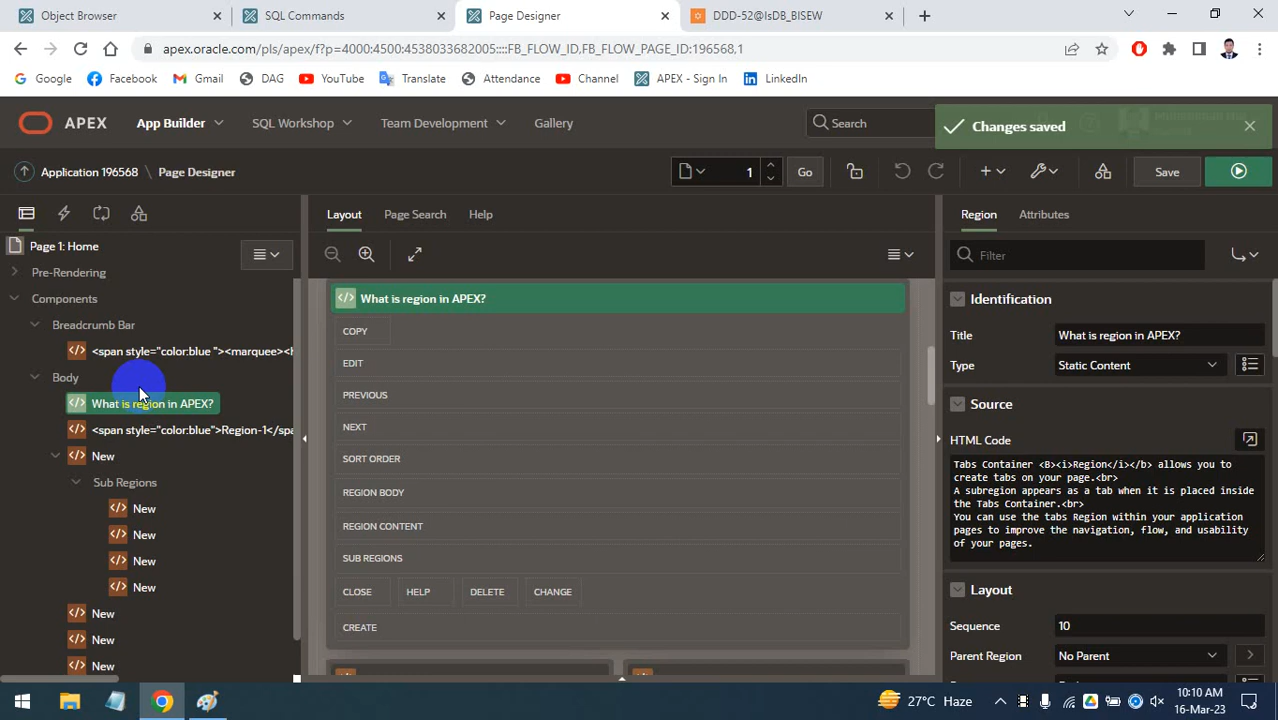 Object Browser
SQL Commands
Page Designer
DDD-52@IsDB_BISEW
apex.oracle.com/pls/apex/f?p=4000:4500:4538033682005::::FB_FLOW_ID,FB_FLOW_PAGE_ID:196568,1
Google Facebook Gmail DAG YouTube Translate Attendance Channel APEX - Sign In LinkedIn
APEX App Builder SQL Workshop Team Development Gallery Search
Changes saved
Application 196568 \ Page Designer
1 Go Save
Layout Page Search Help
Region Attributes
Page 1: Home
Pre-Rendering
Components
Breadcrumb Bar
<span style="color:blue "><marquee><
Body
What is region in APEX?
<span style="color:blue">Region-1</spa
New
Sub Regions
New
New
New
New
New
New
New
What is region in APEX?
COPY
EDIT
PREVIOUS
NEXT
SORT ORDER
REGION BODY
REGION CONTENT
SUB REGIONS
CLOSE HELP DELETE CHANGE
CREATE
Filter
Identification
Title What is region in APEX?
Type Static Content
Source
HTML Code
Tabs Container <B><i>Region</i></b> allows you to
create tabs on your page.<br>
A subregion appears as a tab when it is placed inside
the Tabs Container.<br>
You can use the tabs Region within your application
pages to improve the navigation, flow, and usability
of your pages.
Layout
Sequence 10
Parent Region No Parent
27°C Haze
10:10 AM
16-Mar-23